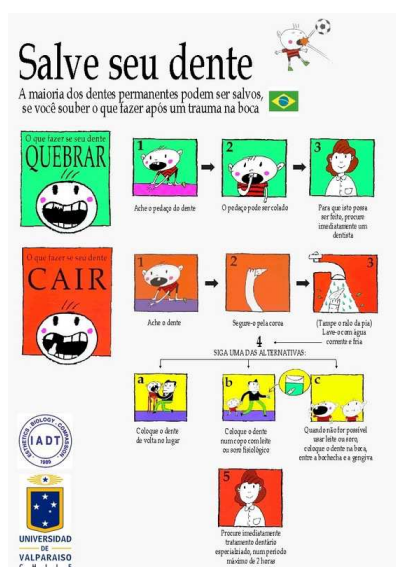 Salve seu dente
A maioria dos dentes permanentes podem ser salvos,
se você souber o que fazer após um trauma na boca
O que fazer se seu dente
QUEBRAR
1
2
3
Ache o pedaço do dente
O pedaço pode ser colado
Para que isto possa
ser feito, procure
imediatamente um
dentista
O que fazer se seu dente
CAIR
1
2
3
Ache o dente
Segure-o pela coroa
(Tampe o ralo da pia)
Lave-o com água
corrente e fria
4
SIGA UMA DAS ALTERNATIVAS:
a
b
c
Coloque o dente
de volta no lugar
Coloque o dente
num copo com leite
ou soro fisiológico
Quando não for possível
usar leite ou soro,
coloque o dente na boca,
entre a bochecha e a gengiva
5
Procure imediatamente
tratamento dentário
especializado, num período
máximo de 2 horas
ESTHETICS BIOLOGY COMPASSION
IADT
1989
UNIVERSIDAD
DE
VALPARAISO
CHILE